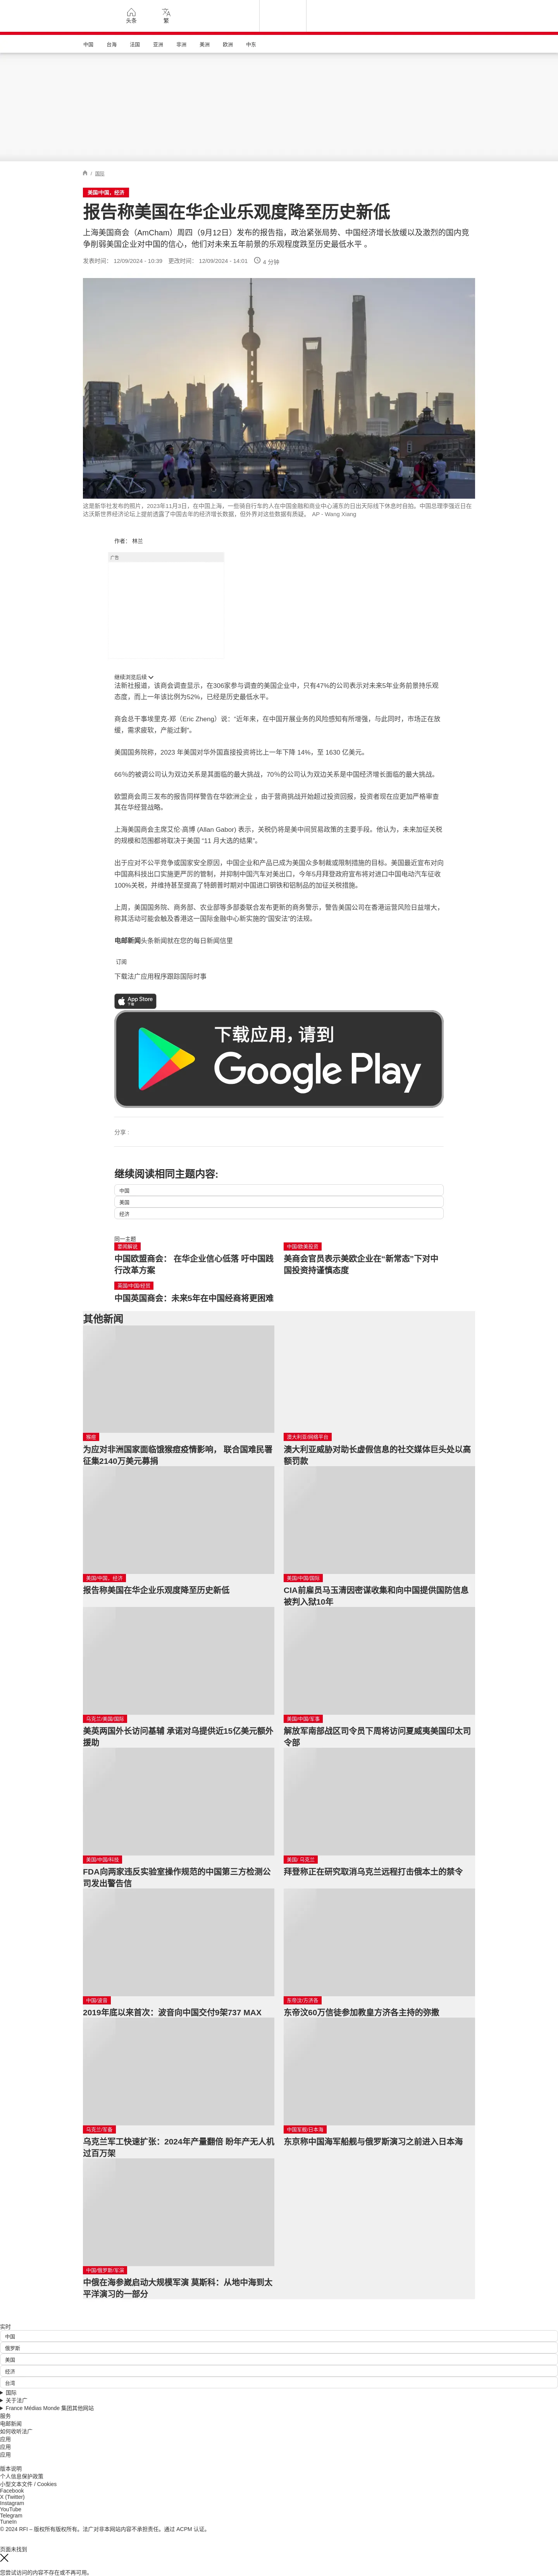 头条
繁
中国
台海
法国
亚洲
非洲
美洲
欧洲
中东
/ 国际
美国/中国，经济
报告称美国在华企业乐观度降至历史新低
上海美国商会（AmCham）周四（9月12日）发布的报告指，政治紧张局势、中国经济增长放缓以及激烈的国内竞
争削弱美国企业对中国的信心，他们对未来五年前景的乐观程度跌至历史最低水平 。
发表时间： 12/09/2024 - 10:39 更改时间： 12/09/2024 - 14:01 4 分钟
这是新华社发布的照片，2023年11月3日，在中国上海，一些骑自行车的人在中国金融和商业中心浦东的日出天际线下休息时自拍。中国总理李强近日在
达沃斯世界经济论坛上提前透露了中国去年的经济增长数据，但外界对这些数据有质疑。 AP - Wang Xiang
作者： 林兰
广告
继续浏览后续
法新社报道，该商会调查显示，在306家参与调查的美国企业中，只有47%的公司表示对未来5年业务前景持乐观
态度，而上一年该比例为52%，已经是历史最低水平。
商会总干事埃里克-郑（Eric Zheng）说：“近年来，在中国开展业务的风险感知有所增强，与此同时，市场正在放
缓，需求疲软，产能过剩”。
美国国务院称，2023 年美国对华外国直接投资将比上一年下降 14%，至 1630 亿美元。
66％的被调公司认为双边关系是其面临的最大挑战，70％的公司认为双边关系是中国经济增长面临的最大挑战。
欧盟商会周三发布的报告同样警告在华欧洲企业 ，由于营商挑战开始超过投资回报，投资者现在应更加严格审查
其在华经营战略。
上海美国商会主席艾伦·高博 (Allan Gabor) 表示，关税仍将是美中间贸易政策的主要手段。他认为，未来加征关税
的规模和范围都将取决于美国 "11 月大选的结果"。
出于应对不公平竞争或国家安全原因，中国企业和产品已成为美国众多制裁或限制措施的目标。美国最近宣布对向
中国高科技出口实施更严厉的管制，并抑制中国汽车对美出口，今年5月拜登政府宣布将对进口中国电动汽车征收
100%关税，并维持甚至提高了特朗普时期对中国进口钢铁和铝制品的加征关税措施。
上周，美国国务院、商务部、农业部等多部委联合发布更新的商务警示，警告美国公司在香港运营风险日益增大，
称其活动可能会触及香港这一国际金融中心新实施的“国安法”的法规。
电邮新闻头条新闻就在您的每日新闻信里
订阅
下载法广应用程序跟踪国际时事
App Store
下载
下载应用，请到
Google Play
分享 :
继续阅读相同主题内容:
中国
美国
经济
同一主题
要闻解说
中国欧盟商会： 在华企业信心低落 吁中国践
行改革方案
中国/欧美投资
美商会官员表示美欧企业在“新常态”下对中
国投资持谨慎态度
英国/中国/经贸
中国英国商会：未来5年在中国经商将更困难
其他新闻
猴痘
为应对非洲国家面临饿猴痘疫情影响， 联合国难民署
征集2140万美元募捐
澳大利亚/网络平台
澳大利亚威胁对助长虚假信息的社交媒体巨头处以高
额罚款
美国/中国，经济
报告称美国在华企业乐观度降至历史新低
美国/中国/国际
CIA前雇员马玉清因密谋收集和向中国提供国防信息
被判入狱10年
乌克兰/美国/国际
美英两国外长访问基辅 承诺对乌提供近15亿美元额外
援助
美国/中国/军事
解放军南部战区司令员下周将访问夏威夷美国印太司
令部
美国/中国/科技
FDA向两家违反实验室操作规范的中国第三方检测公
司发出警告信
美国/ 乌克兰
拜登称正在研究取消乌克兰远程打击俄本土的禁令
中国/波音
2019年底以来首次：波音向中国交付9架737 MAX
东帝汶/方济各
东帝汶60万信徒参加教皇方济各主持的弥撒
乌克兰/军备
乌克兰军工快速扩张：2024年产量翻倍 盼年产无人机
过百万架
中国军舰/日本海
东京称中国海军船舰与俄罗斯演习之前进入日本海
中国/俄罗斯/军演
中俄在海参崴启动大规模军演 莫斯科：从地中海到太
平洋演习的一部分
实时
中国
俄罗斯
美国
经济
台湾
国际
关于法广
France Médias Monde 集团其他网站
服务
电邮新闻
如何收听法广
应用
应用
应用
版本说明
个人信息保护政策
小型文本文件 / Cookies
Facebook
X (Twitter)
Instagram
YouTube
Telegram
TuneIn
© 2024 RFI – 版权所有版权所有。法广对非本网站内容不承担责任。通过 ACPM 认证。
页面未找到
您尝试访问的内容不存在或不再可用。